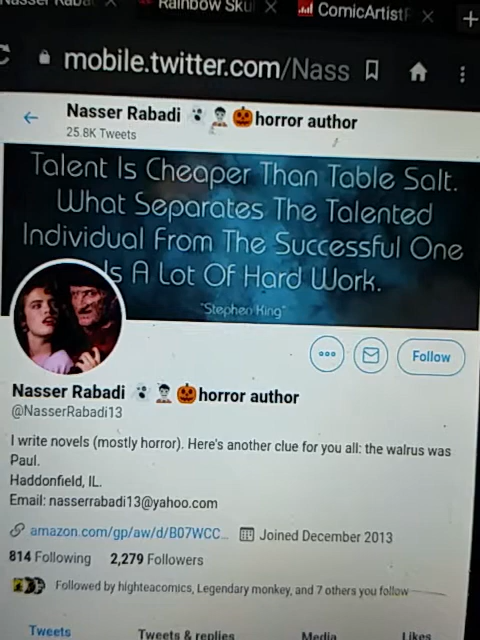 Rainbow Skul
ComicArtistF
mobile.twitter.com/Nass
Nasser Rabadi 👻🧛🎃horror author
25.8K Tweets
Talent Is Cheaper Than Table Salt.
What Separates The Talented
Individual From The Successful One
Is A Lot Of Hard Work.
"Stephen King"
Follow
Nasser Rabadi 👻🧛🎃horror author
@NasserRabadi13
I write novels (mostly horror). Here's another clue for you all: the walrus was
Paul.
Haddonfield, IL.
Email: nasserrabadi13@yahoo.com
amazon.com/gp/aw/d/B07WCC... Joined December 2013
814 Following 2,279 Followers
Followed by highteacomics, Legendary monkey, and 7 others you follow
Tweets Tweets & replies Media Likes